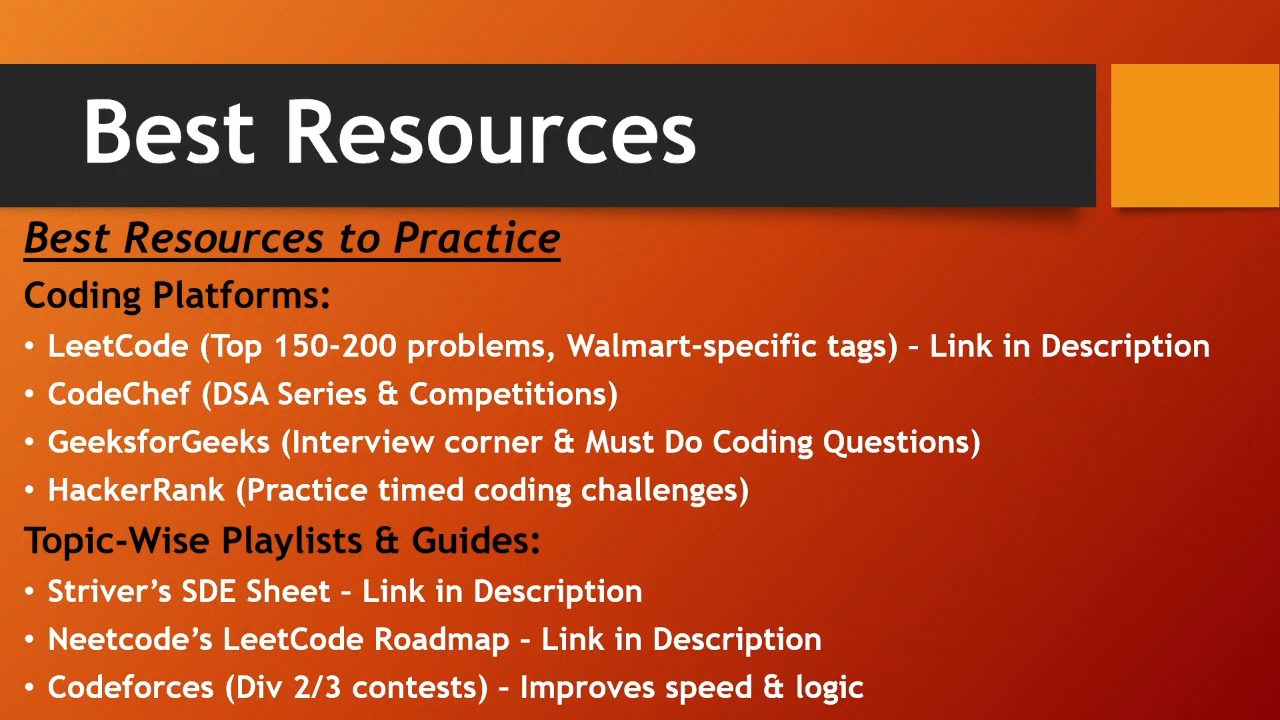 Best Resources
Best Resources to Practice
Coding Platforms:
• LeetCode (Top 150-200 problems, Walmart-specific tags) – Link in Description
• CodeChef (DSA Series & Competitions)
• GeeksforGeeks (Interview corner & Must Do Coding Questions)
• HackerRank (Practice timed coding challenges)
Topic-Wise Playlists & Guides:
• Striver’s SDE Sheet – Link in Description
• Neetcode’s LeetCode Roadmap – Link in Description
• Codeforces (Div 2/3 contests) – Improves speed & logic